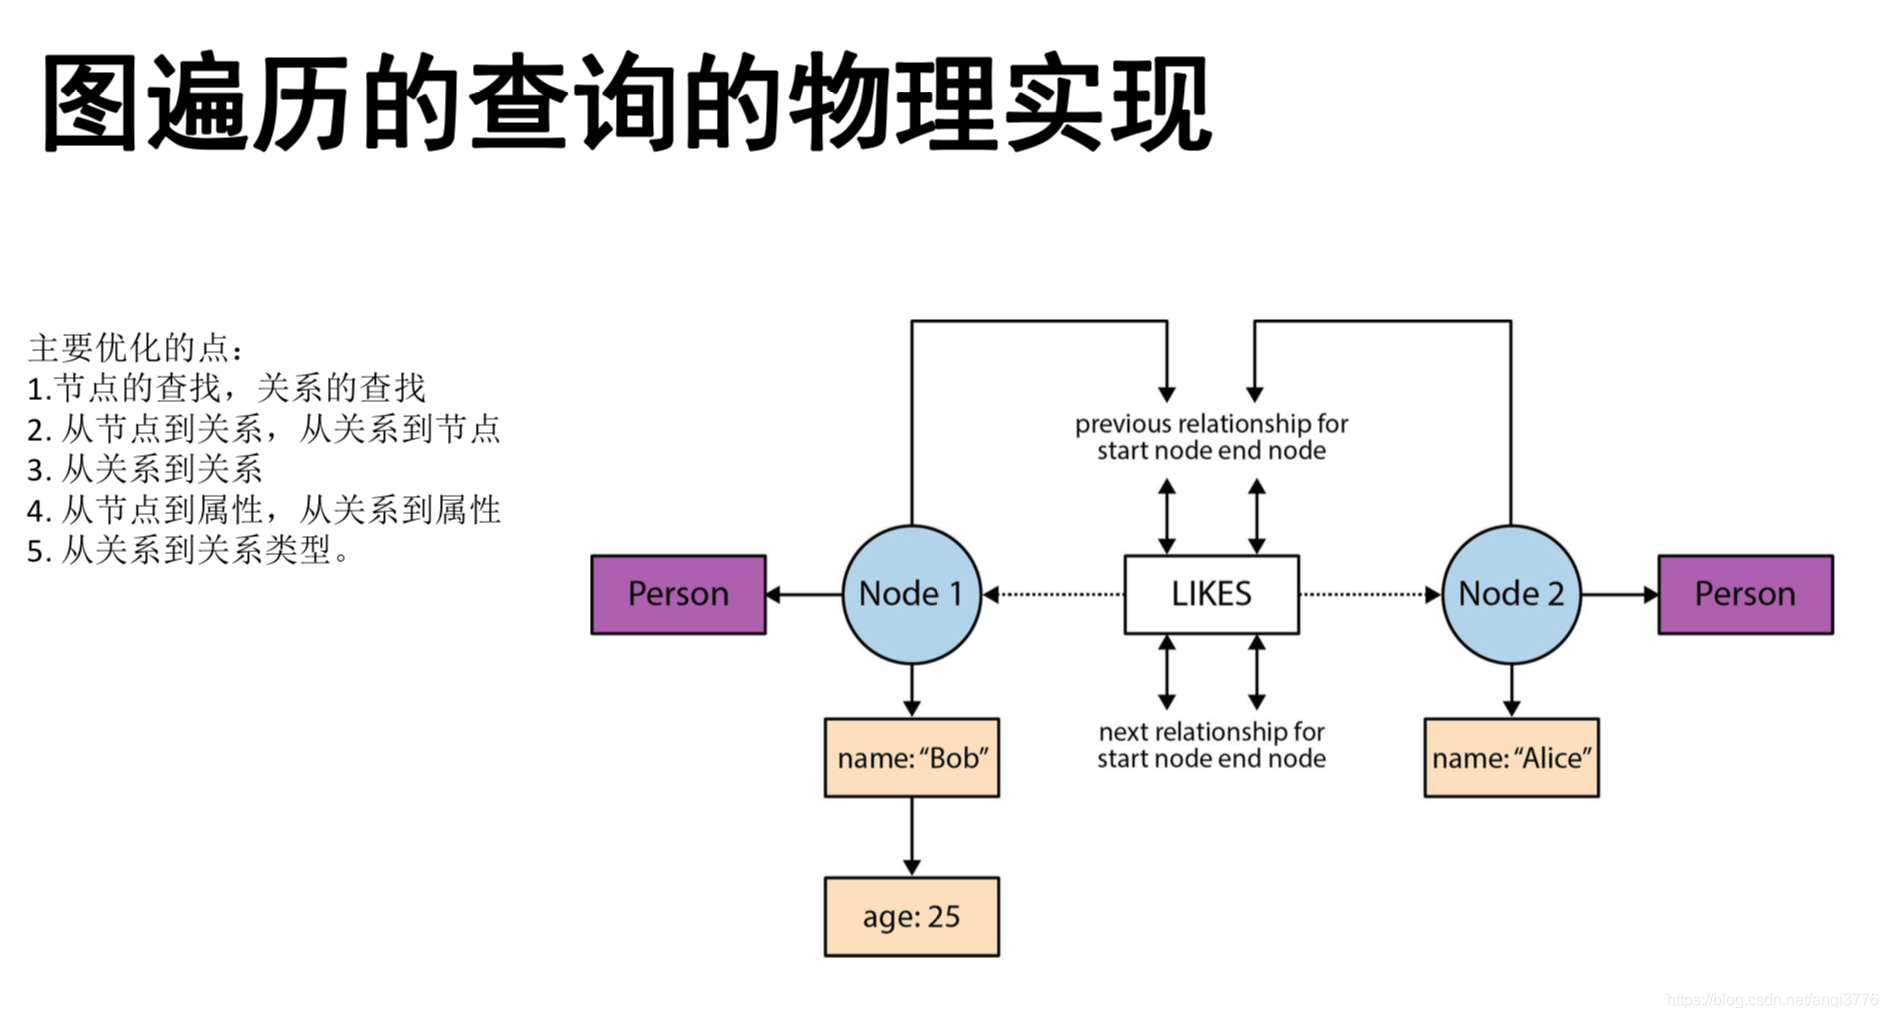 图遍历的查询的物理实现
主要优化的点：
1.节点的查找，关系的查找
2. 从节点到关系，从关系到节点
3. 从关系到关系
4. 从节点到属性，从关系到属性
5. 从关系到关系类型。
previous relationship for
start node end node
Person
Node 1
LIKES
Node 2
Person
next relationship for
start node end node
name: “Bob”
name: “Alice”
age: 25
https://blog.csdn.net/anqi3776